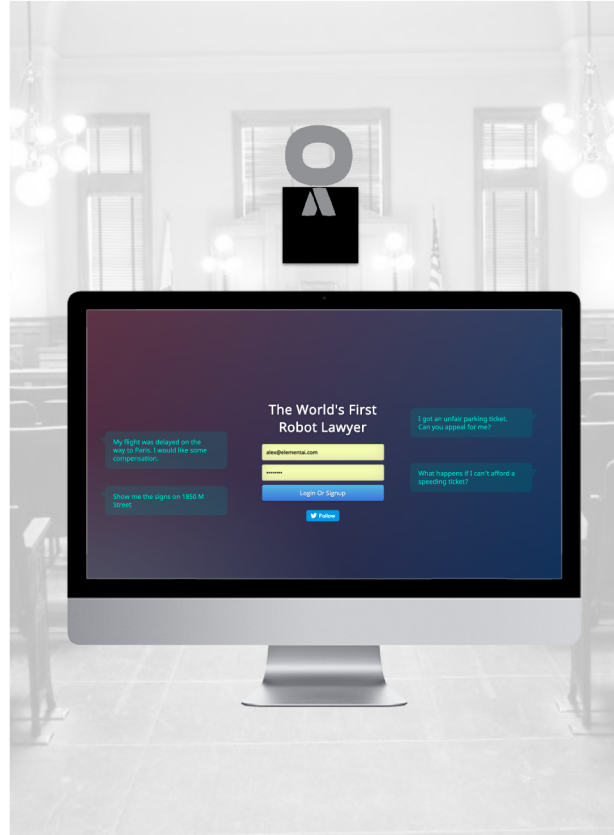 The World's First
Robot Lawyer
My flight was delayed on the
way to Paris. I would like some
compensation.
Show me the signs on 1850 M
Street
alex@elementai.com
••••••••
Login Or Signup
Follow
I got an unfair parking ticket.
Can you appeal for me?
What happens if I can't afford a
speeding ticket?